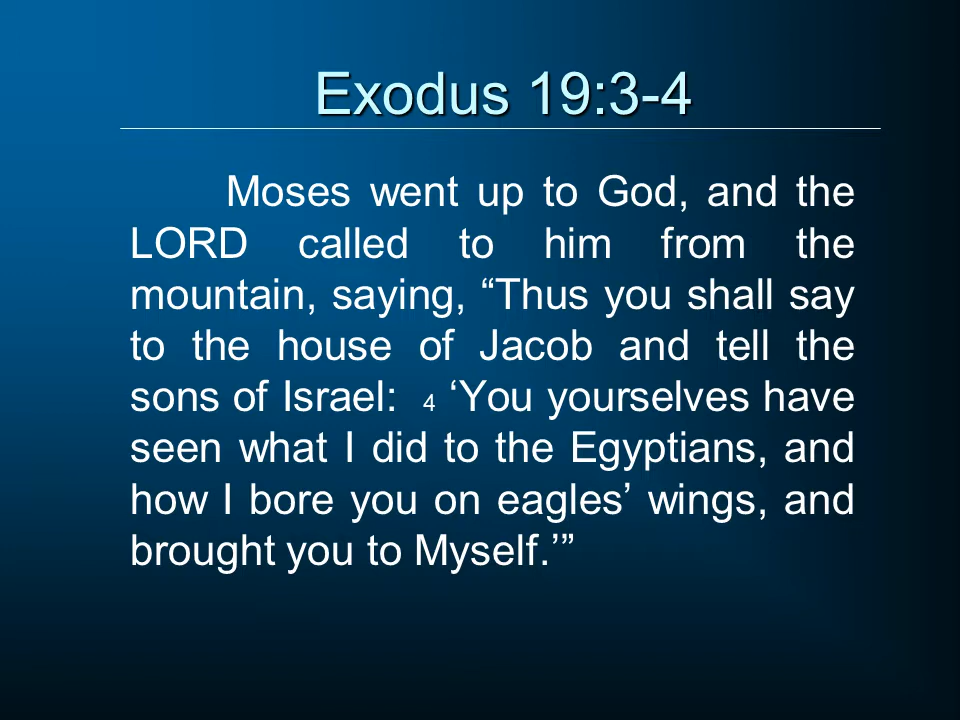 Exodus 19:3-4
Moses went up to God, and the
LORD called to him from the
mountain, saying, “Thus you shall say
to the house of Jacob and tell the
sons of Israel: 4 ‘You yourselves have
seen what I did to the Egyptians, and
how I bore you on eagles’ wings, and
brought you to Myself.’”